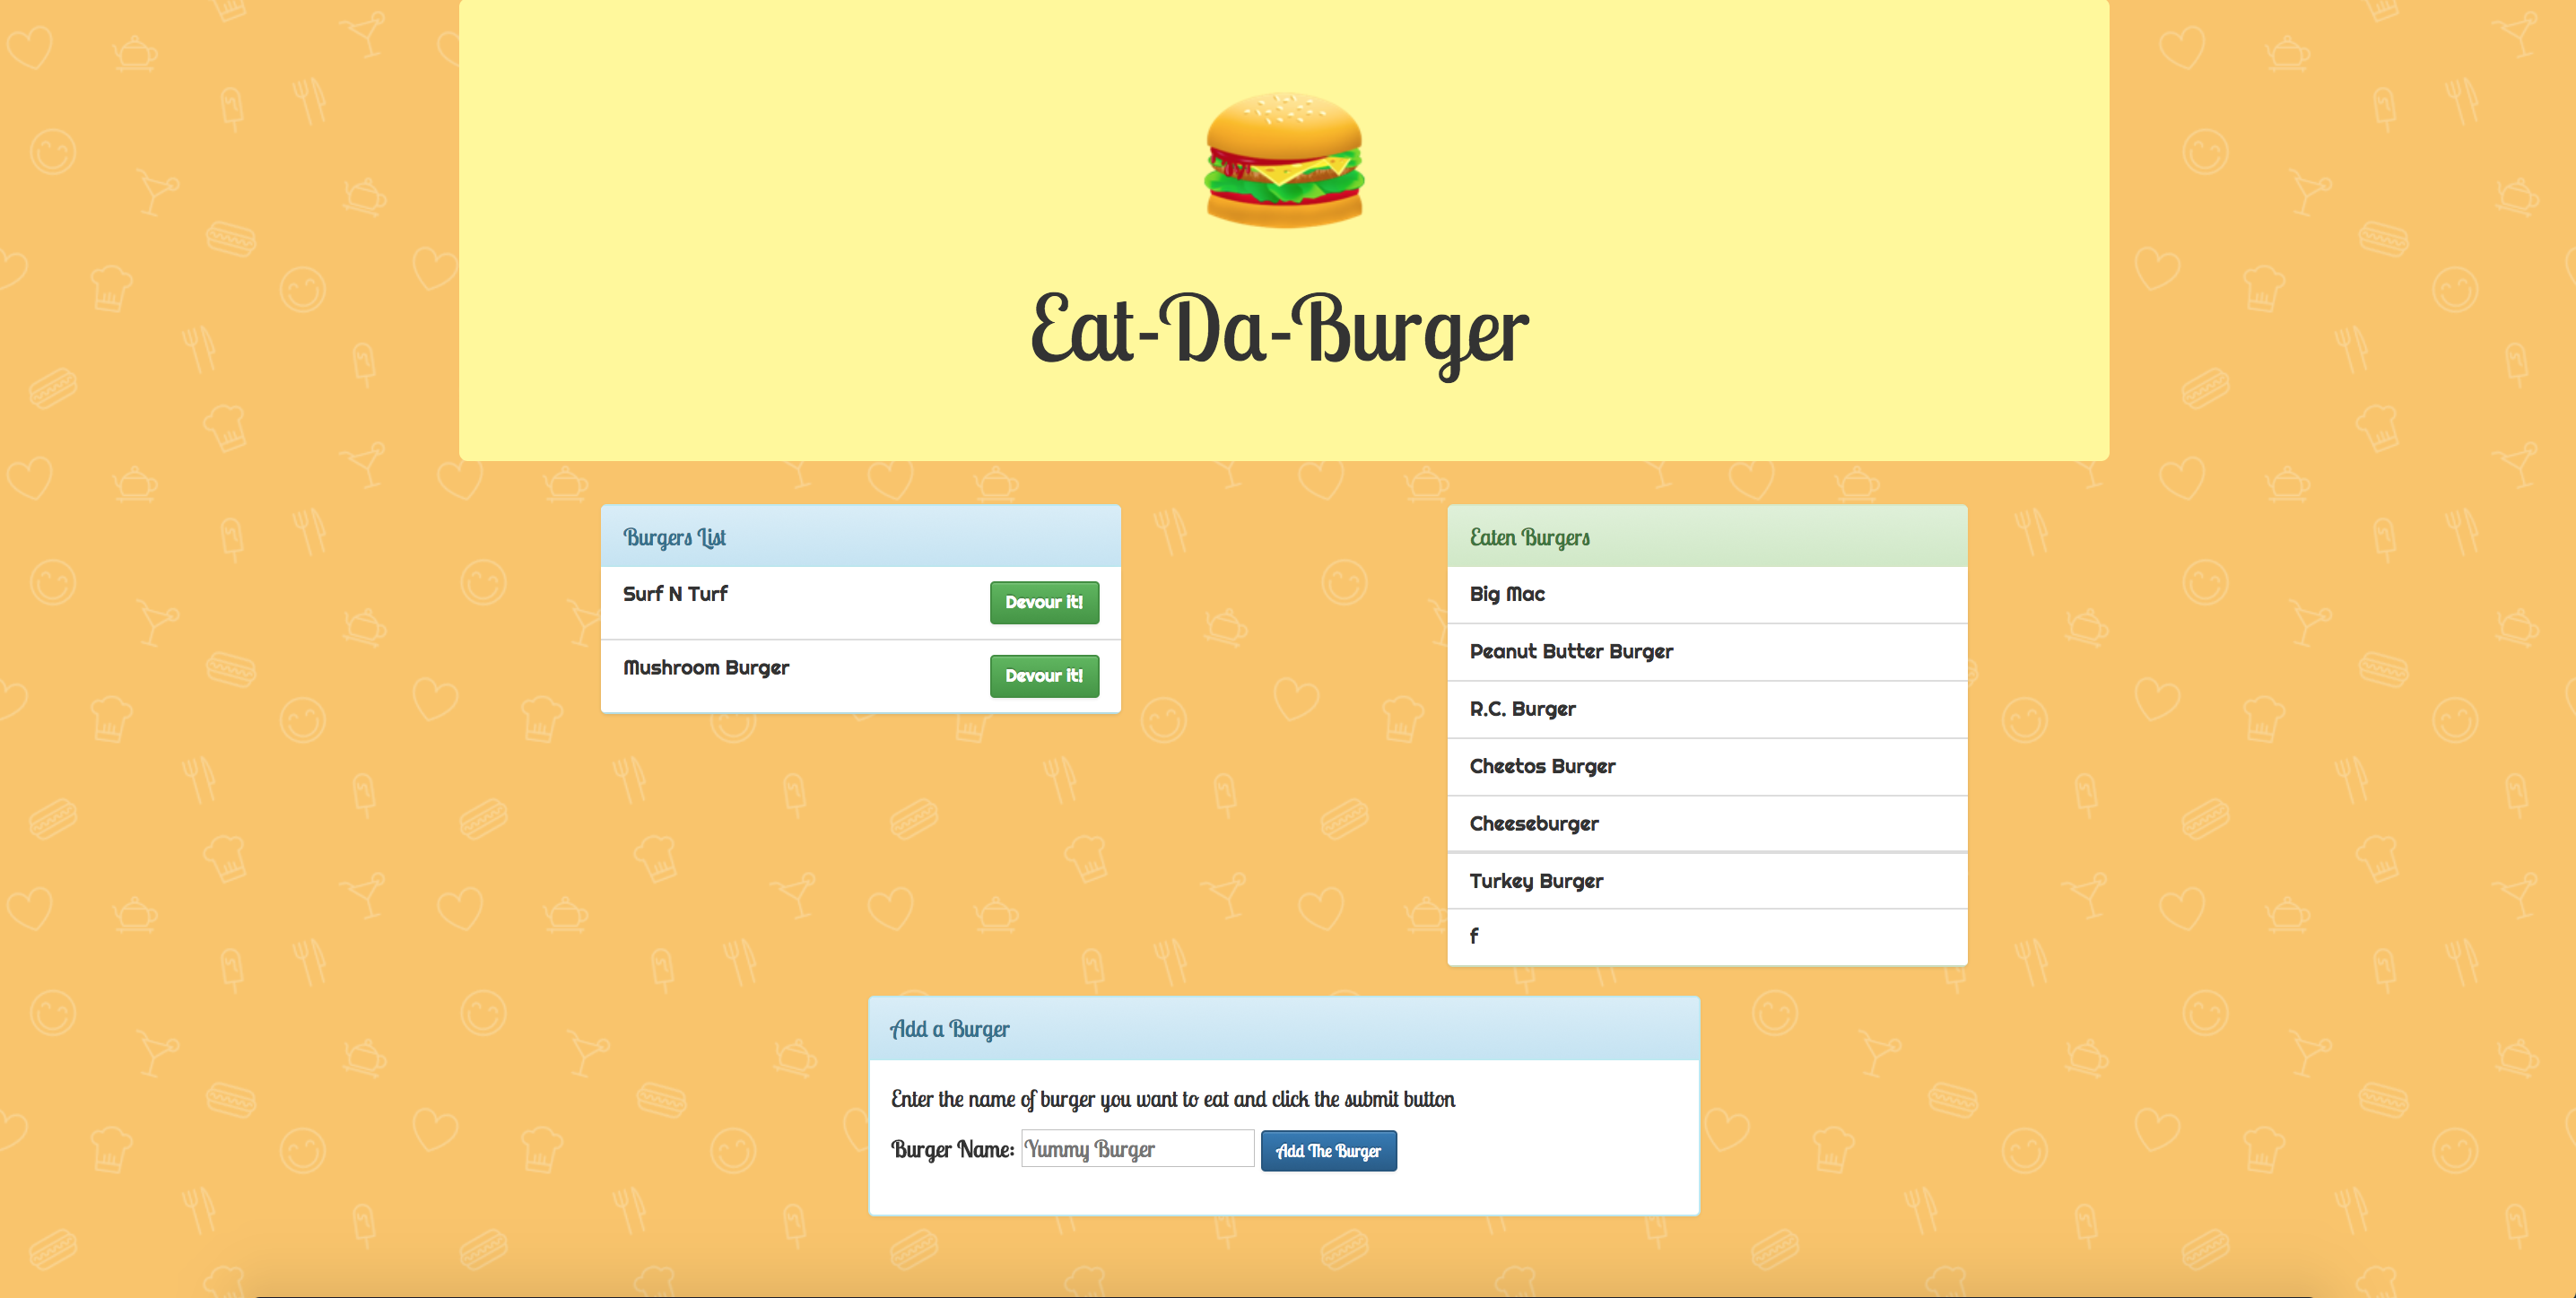 Eat-Da-Burger
Burgers List
Surf N Turf
Devour it!
Mushroom Burger
Devour it!
Eaten Burgers
Big Mac
Peanut Butter Burger
R.C. Burger
Cheetos Burger
Cheeseburger
Turkey Burger
f
Add a Burger
Enter the name of burger you want to eat and click the submit button
Burger Name: Yummy Burger Add The Burger